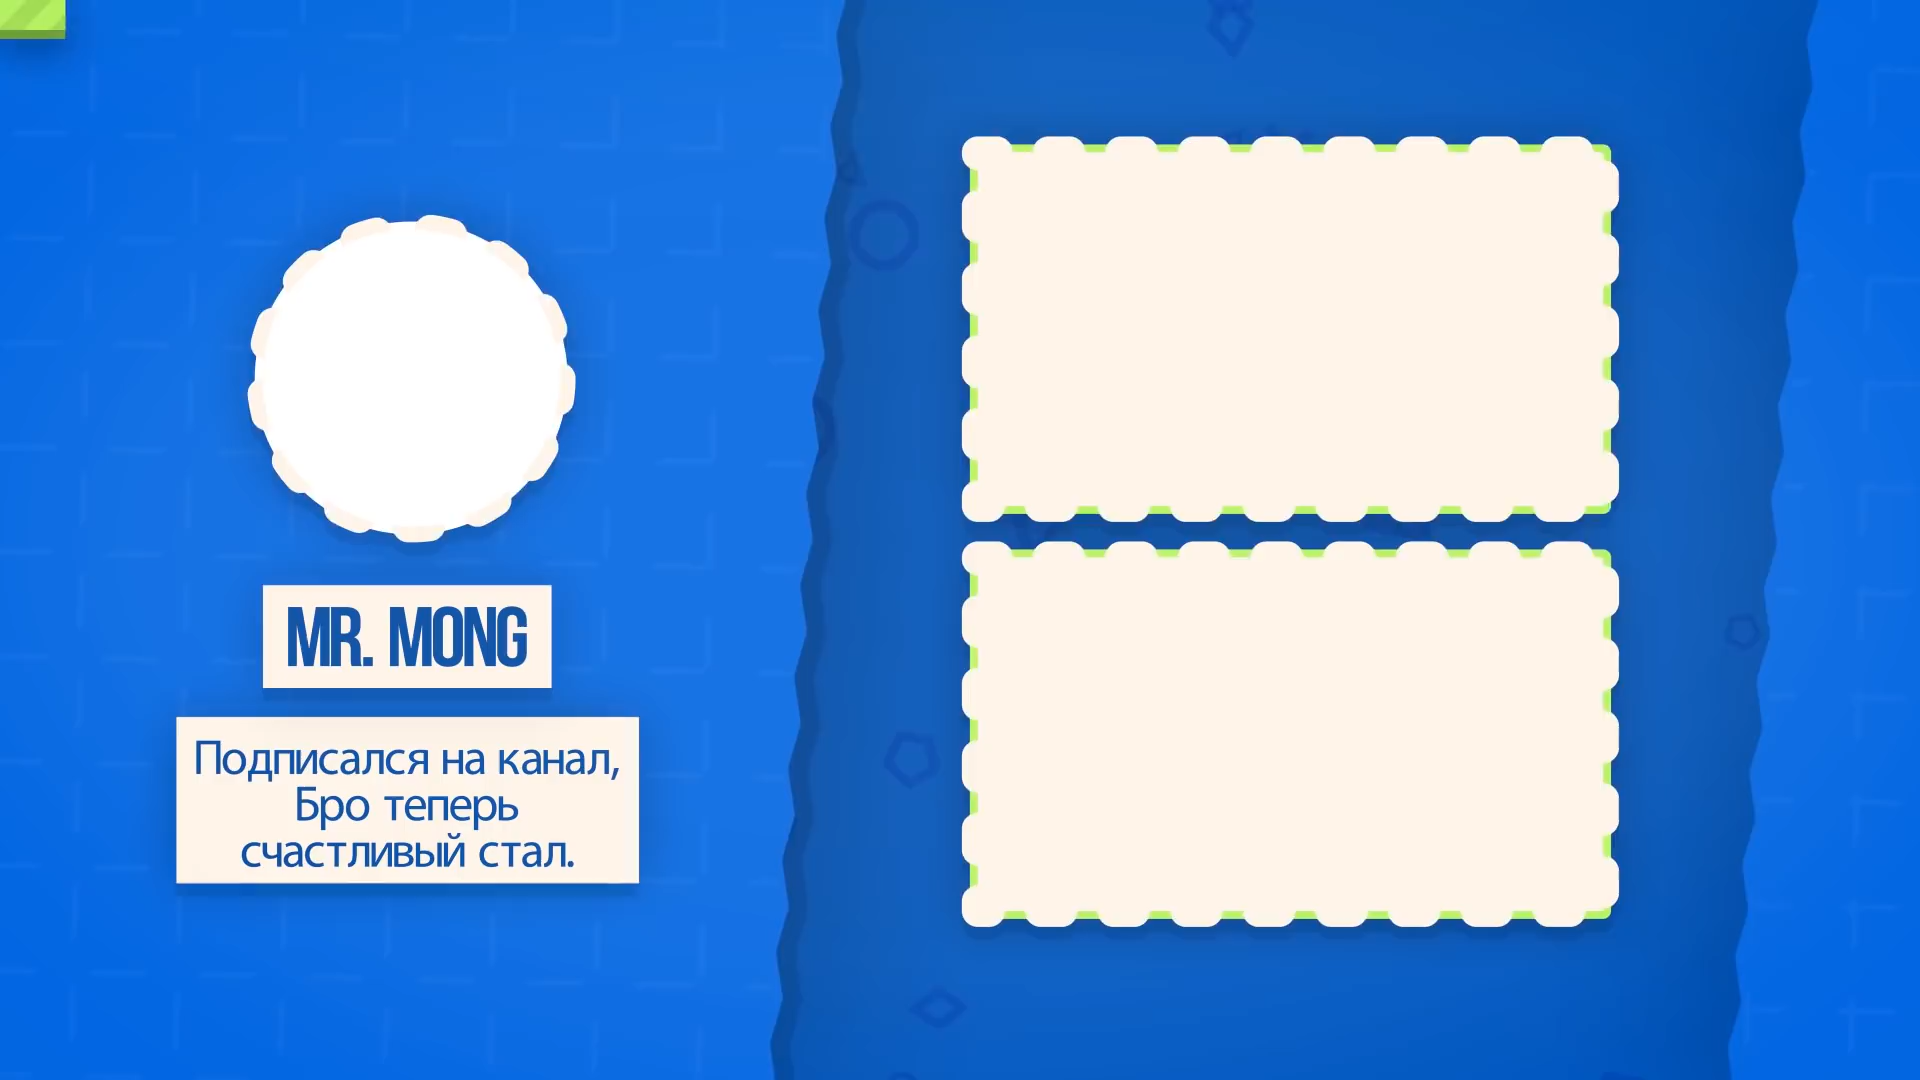 MR. MONG
Подписался на канал,
Бро теперь
счастливый стал.